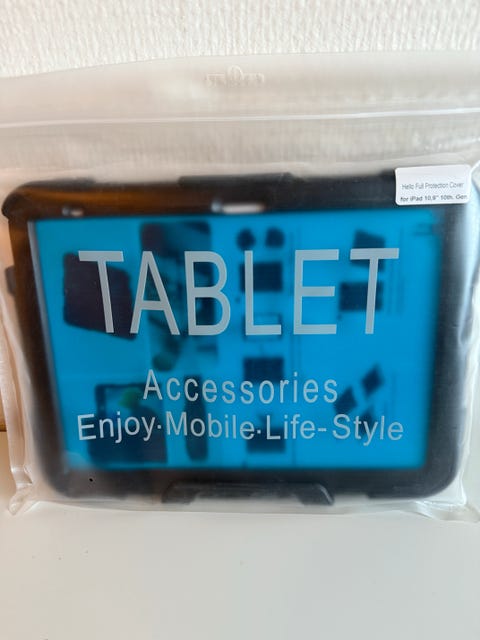 Hello Full Protection Cover
for iPad 10,9" 10th. Gen
TABLET
Accessories
Enjoy·Mobile·Life-Style